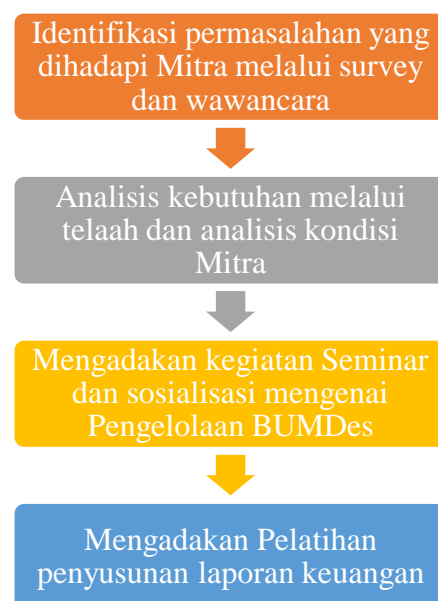 Identifikasi permasalahan yang
dihadapi Mitra melalui survey
dan wawancara
Analisis kebutuhan melalui
telaah dan analisis kondisi
Mitra
Mengadakan kegiatan Seminar
dan sosialisasi mengenai
Pengelolaan BUMDes
Mengadakan Pelatihan
penyusunan laporan keuangan